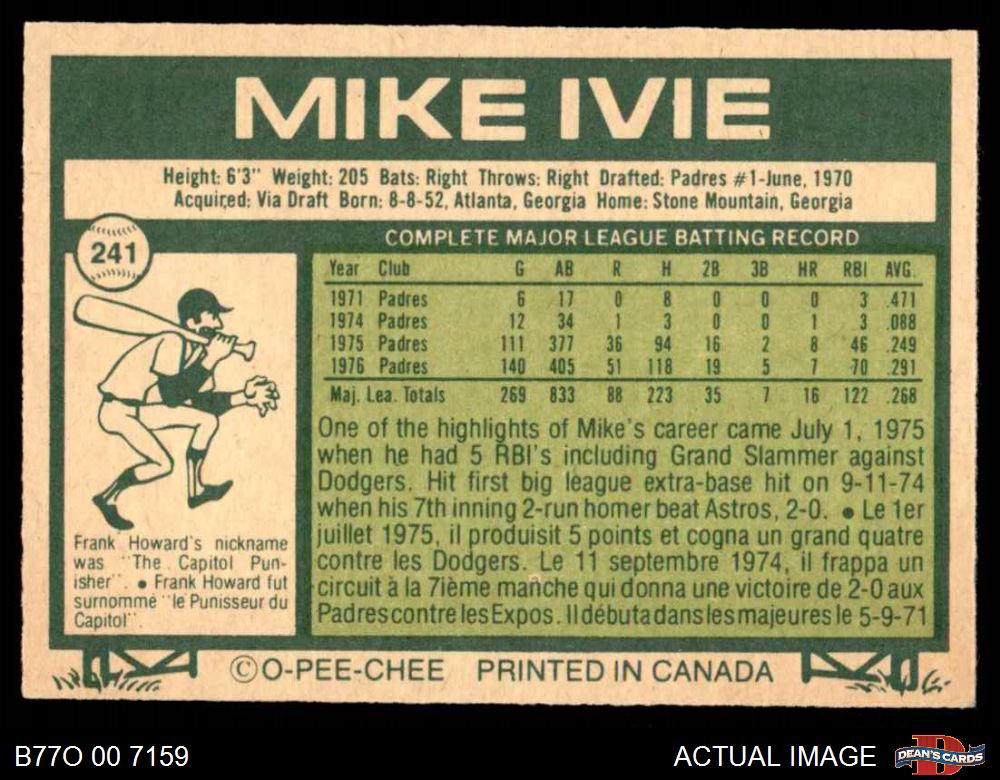 MIKE IVIE
Height: 6'3" Weight: 205 Bats: Right Throws: Right Drafted: Padres #1-June, 1970
Acquired: Via Draft Born: 8-8-52, Atlanta, Georgia Home: Stone Mountain, Georgia
241
COMPLETE MAJOR LEAGUE BATTING RECORD
Year Club G AB R H 2B 3B HR RBI AVG.
1971 Padres 6 17 0 8 0 0 0 3 .471
1974 Padres 12 34 1 3 0 0 1 3 .088
1975 Padres 111 377 36 94 16 2 8 46 .249
1976 Padres 140 405 51 118 19 5 7 70 .291
Maj. Lea. Totals 269 833 88 223 35 7 16 122 .268
One of the highlights of Mike's career came July 1, 1975
when he had 5 RBI's including Grand Slammer against
Dodgers. Hit first big league extra-base hit on 9-11-74
when his 7th inning 2-run homer beat Astros, 2-0. ● Le 1er
juillet 1975, il produisit 5 points et cogna un grand quatre
contre les Dodgers. Le 11 septembre 1974, il frappa un
circuit à la 7ième manche qui donna une victoire de 2-0 aux
Padres contre les Expos. Il débuta dans les majeures le 5-9-71
Frank Howard's nickname
was "The Capitol Pun-
isher". ● Frank Howard fut
surnommé "le Punisseur du
Capitol".
©O-PEE-CHEE PRINTED IN CANADA
B77O 00 7159
ACTUAL IMAGE
D
DEAN'S CARDS